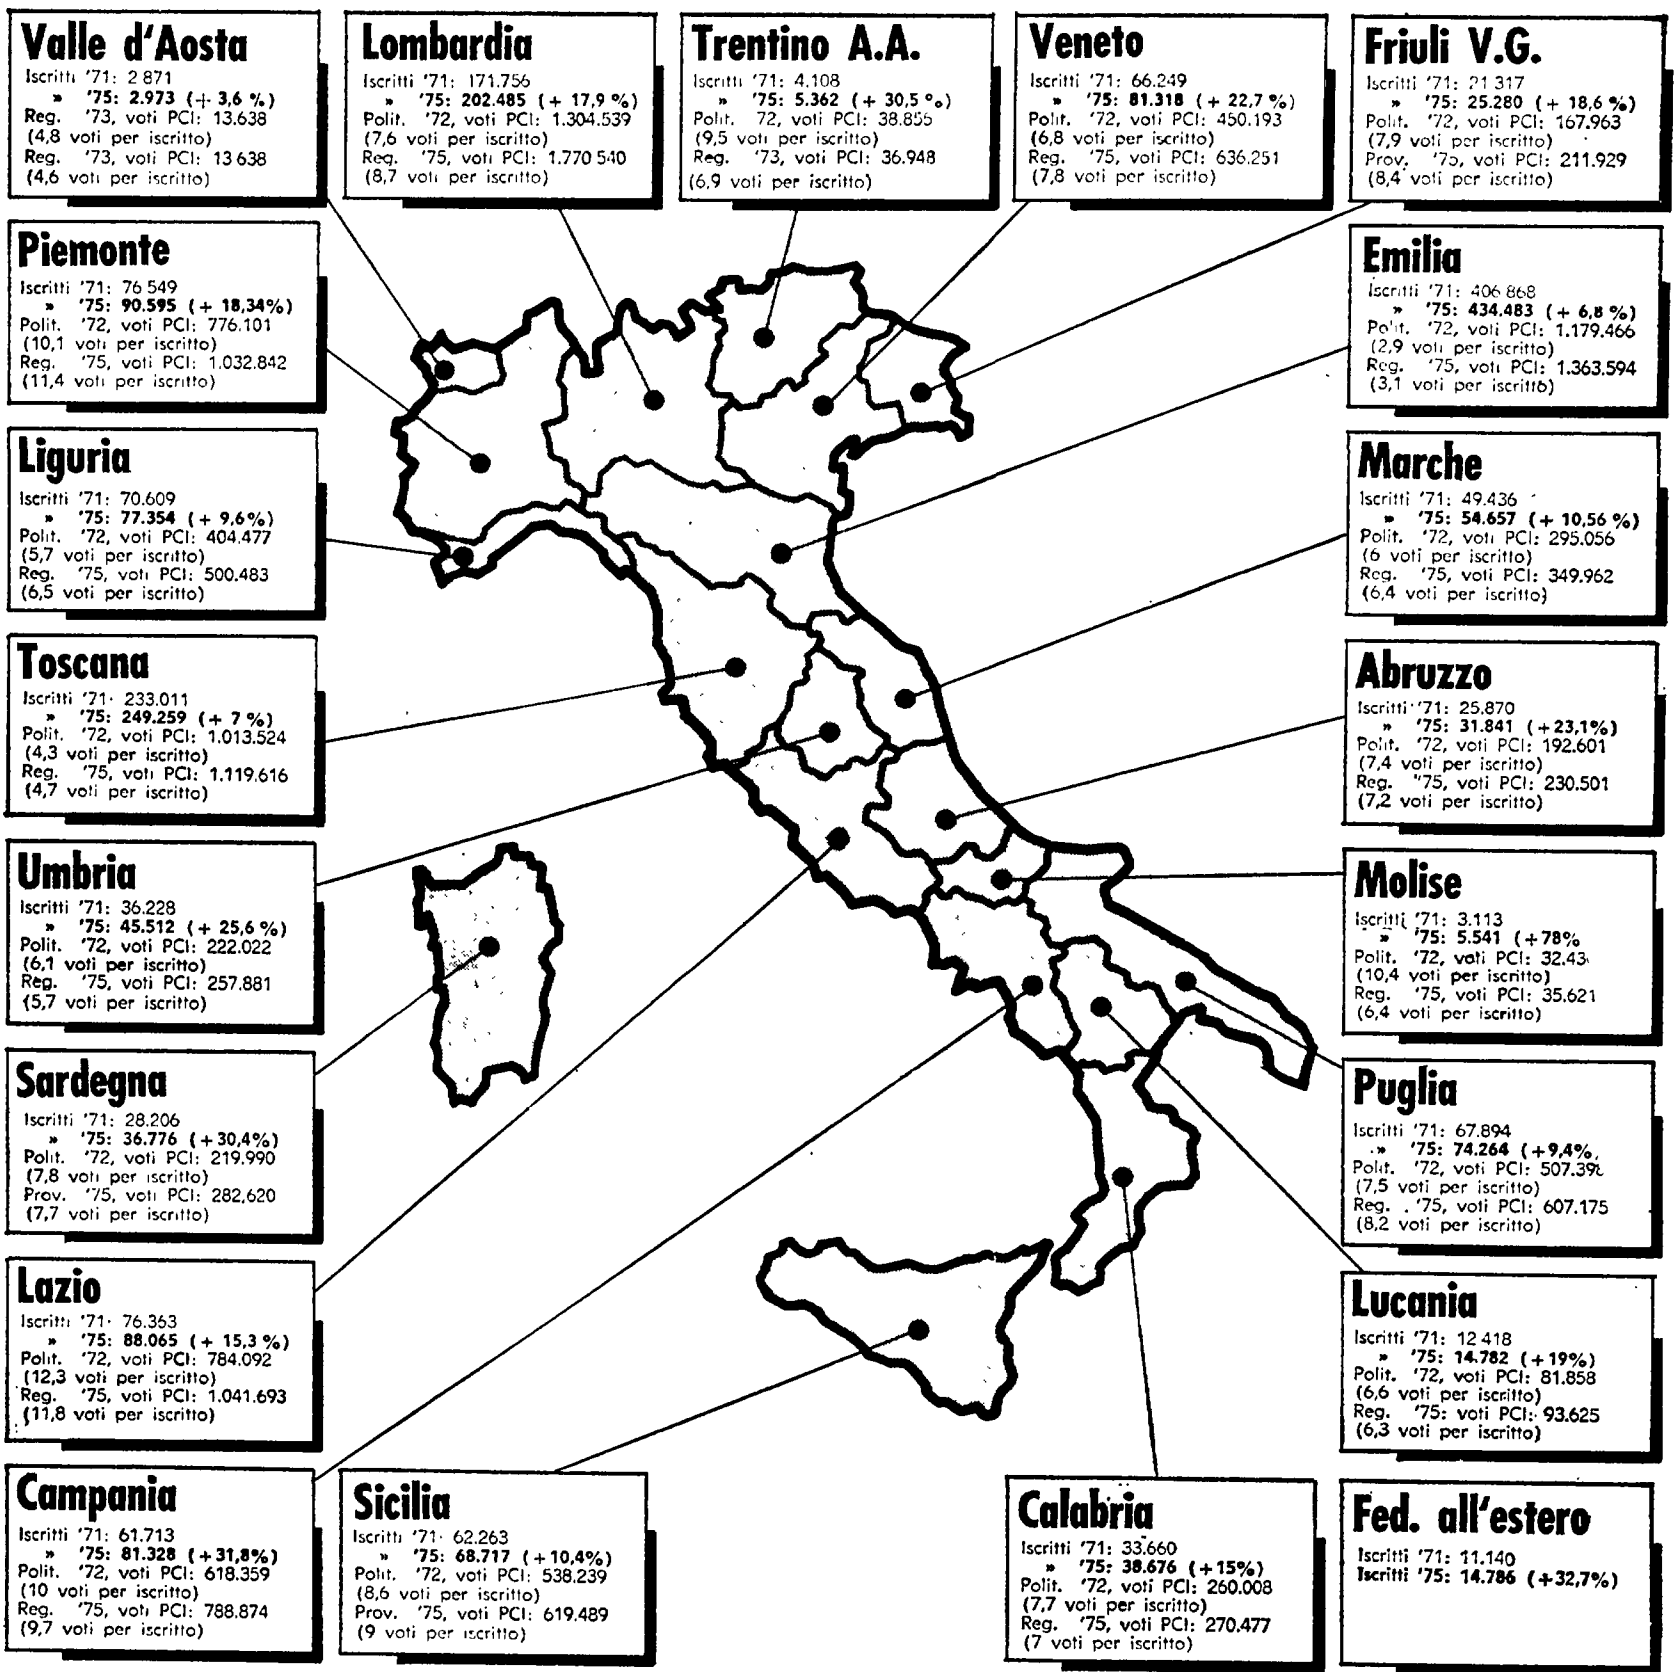 Valle d'Aosta
Iscritti '71: 2 871
» '75: 2.973 (+ 3,6 %)
Reg. '73, voti PCI: 13.638
(4,8 voti per iscritto)
Reg. '73, voti PCI: 13 638
(4,6 voti per iscritto)
Lombardia
Iscritti '71: 171.756
» '75: 202.485 (+ 17,9 %)
Polit. '72, voti PCI: 1.304.539
(7,6 voti per iscritto)
Reg. '75, voti PCI: 1.770 540
(8,7 voti per iscritto)
Trentino A.A.
Iscritti '71: 4.108
» '75: 5.362 (+ 30,5 %)
Polit. 72, voti PCI: 38.855
(9,5 voti per iscritto)
Reg. '73, voti PCI: 36.948
(6,9 voti per iscritto)
Veneto
Iscritti '71: 66.249
» '75: 81.318 (+ 22,7 %)
Polit. '72, voti PCI: 450.193
(6,8 voti per iscritto)
Reg. '75, voti PCI: 636.251
(7,8 voti per iscritto)
Friuli V.G.
Iscritti '71: 21 317
» '75: 25.280 (+ 18,6 %)
Polit. '72, voti PCI: 167.963
(7,9 voti per iscritto)
Prov. '75, voti PCI: 211.929
(8,4 voti per iscritto)
Piemonte
Iscritti '71: 76 549
» '75: 90.595 (+ 18,34%)
Polit. '72, voti PCI: 776.101
(10,1 voti per iscritto)
Reg. '75, voti PCI: 1.032.842
(11,4 voti per iscritto)
Emilia
Iscritti '71: 406 868
» '75: 434.483 (+ 6,8 %)
Polit. '72, voti PCI: 1.179.466
(2,9 voti per iscritto)
Reg. '75, voti PCI: 1.363.594
(3,1 voti per iscritto)
Liguria
Iscritti '71: 70.609
» '75: 77.354 (+ 9,6%)
Polit. '72, voti PCI: 404.477
(5,7 voti per iscritto)
Reg. '75, voti PCI: 500.483
(6,5 voti per iscritto)
Marche
Iscritti '71: 49.436
» '75: 54.657 (+ 10,56 %)
Polit. '72, voti PCI: 295.056
(6 voti per iscritto)
Reg. '75, voti PCI: 349.962
(6,4 voti per iscritto)
Toscana
Iscritti '71· 233.011
» '75: 249.259 (+ 7 %)
Polit. '72, voti PCI: 1.013.524
(4,3 voti per iscritto)
Reg. '75, voti PCI: 1.119.616
(4,7 voti per iscritto)
Abruzzo
Iscritti '71: 25.870
» '75: 31.841 (+23,1%)
Polit. '72, voti PCI: 192.601
(7,4 voti per iscritto)
Reg. '75, voti PCI: 230.501
(7,2 voti per iscritto)
Umbria
Iscritti '71: 36.228
» '75: 45.512 (+ 25,6 %)
Polit. '72, voti PCI: 222.022
(6,1 voti per iscritto)
Reg. '75, voti PCI: 257.881
(5,7 voti per iscritto)
Molise
Iscritti '71: 3.113
» '75: 5.541 (+78%
Polit. '72, voti PCI:
(10,4 voti per iscritto)
Reg. '75, voti PCI: 35.621
(6,4 voti per iscritto)
Sardegna
Iscritti '71: 28.206
» '75: 36.776 (+30,4%)
Polit. '72, voti PCI: 219.990
(7,8 voti per iscritto)
Prov. '75, voti PCI: 282.620
(7,7 voti per iscritto)
Puglia
Iscritti '71: 67.894
» '75: 74.264 (+9,4%
Polit. '72, voti PCI:
(7,5 voti per iscritto)
Reg. '75, voti PCI: 607.175
(8,2 voti per iscritto)
Lazio
Iscritti '71· 76.363
» '75: 88.065 (+ 15,3 %)
Polit. '72, voti PCI: 784.092
(12,3 voti per iscritto)
Reg. '75, voti PCI: 1.041.693
(11,8 voti per iscritto)
Lucania
Iscritti '71: 12 418
» '75: 14.782 (+19%)
Polit. '72, voti PCI: 81.858
(6,6 voti per iscritto)
Reg. '75: voti PCI: 93.625
(6,3 voti per iscritto)
Campania
Iscritti '71: 61.713
» '75: 81.328 (+31,8%)
Polit. '72, voti PCI: 618.359
(10 voti per iscritto)
Reg. '75, voti PCI: 788.874
(9,7 voti per iscritto)
Sicilia
Iscritti '71· 62.263
» '75: 68.717 (+10,4%)
Polit. '72, voti PCI: 538.239
(8,6 voti per iscritto)
Prov. '75, voti PCI: 619.489
(9 voti per iscritto)
Calabria
Iscritti '71: 33.660
» '75: 38.676 (+15%)
Polit. '72, voti PCI: 260.008
(7,7 voti per iscritto)
Reg. '75, voti PCI: 270.477
(7 voti per iscritto)
Fed. all'estero
Iscritti '71: 11.140
Iscritti '75: 14.786 (+32,7%)